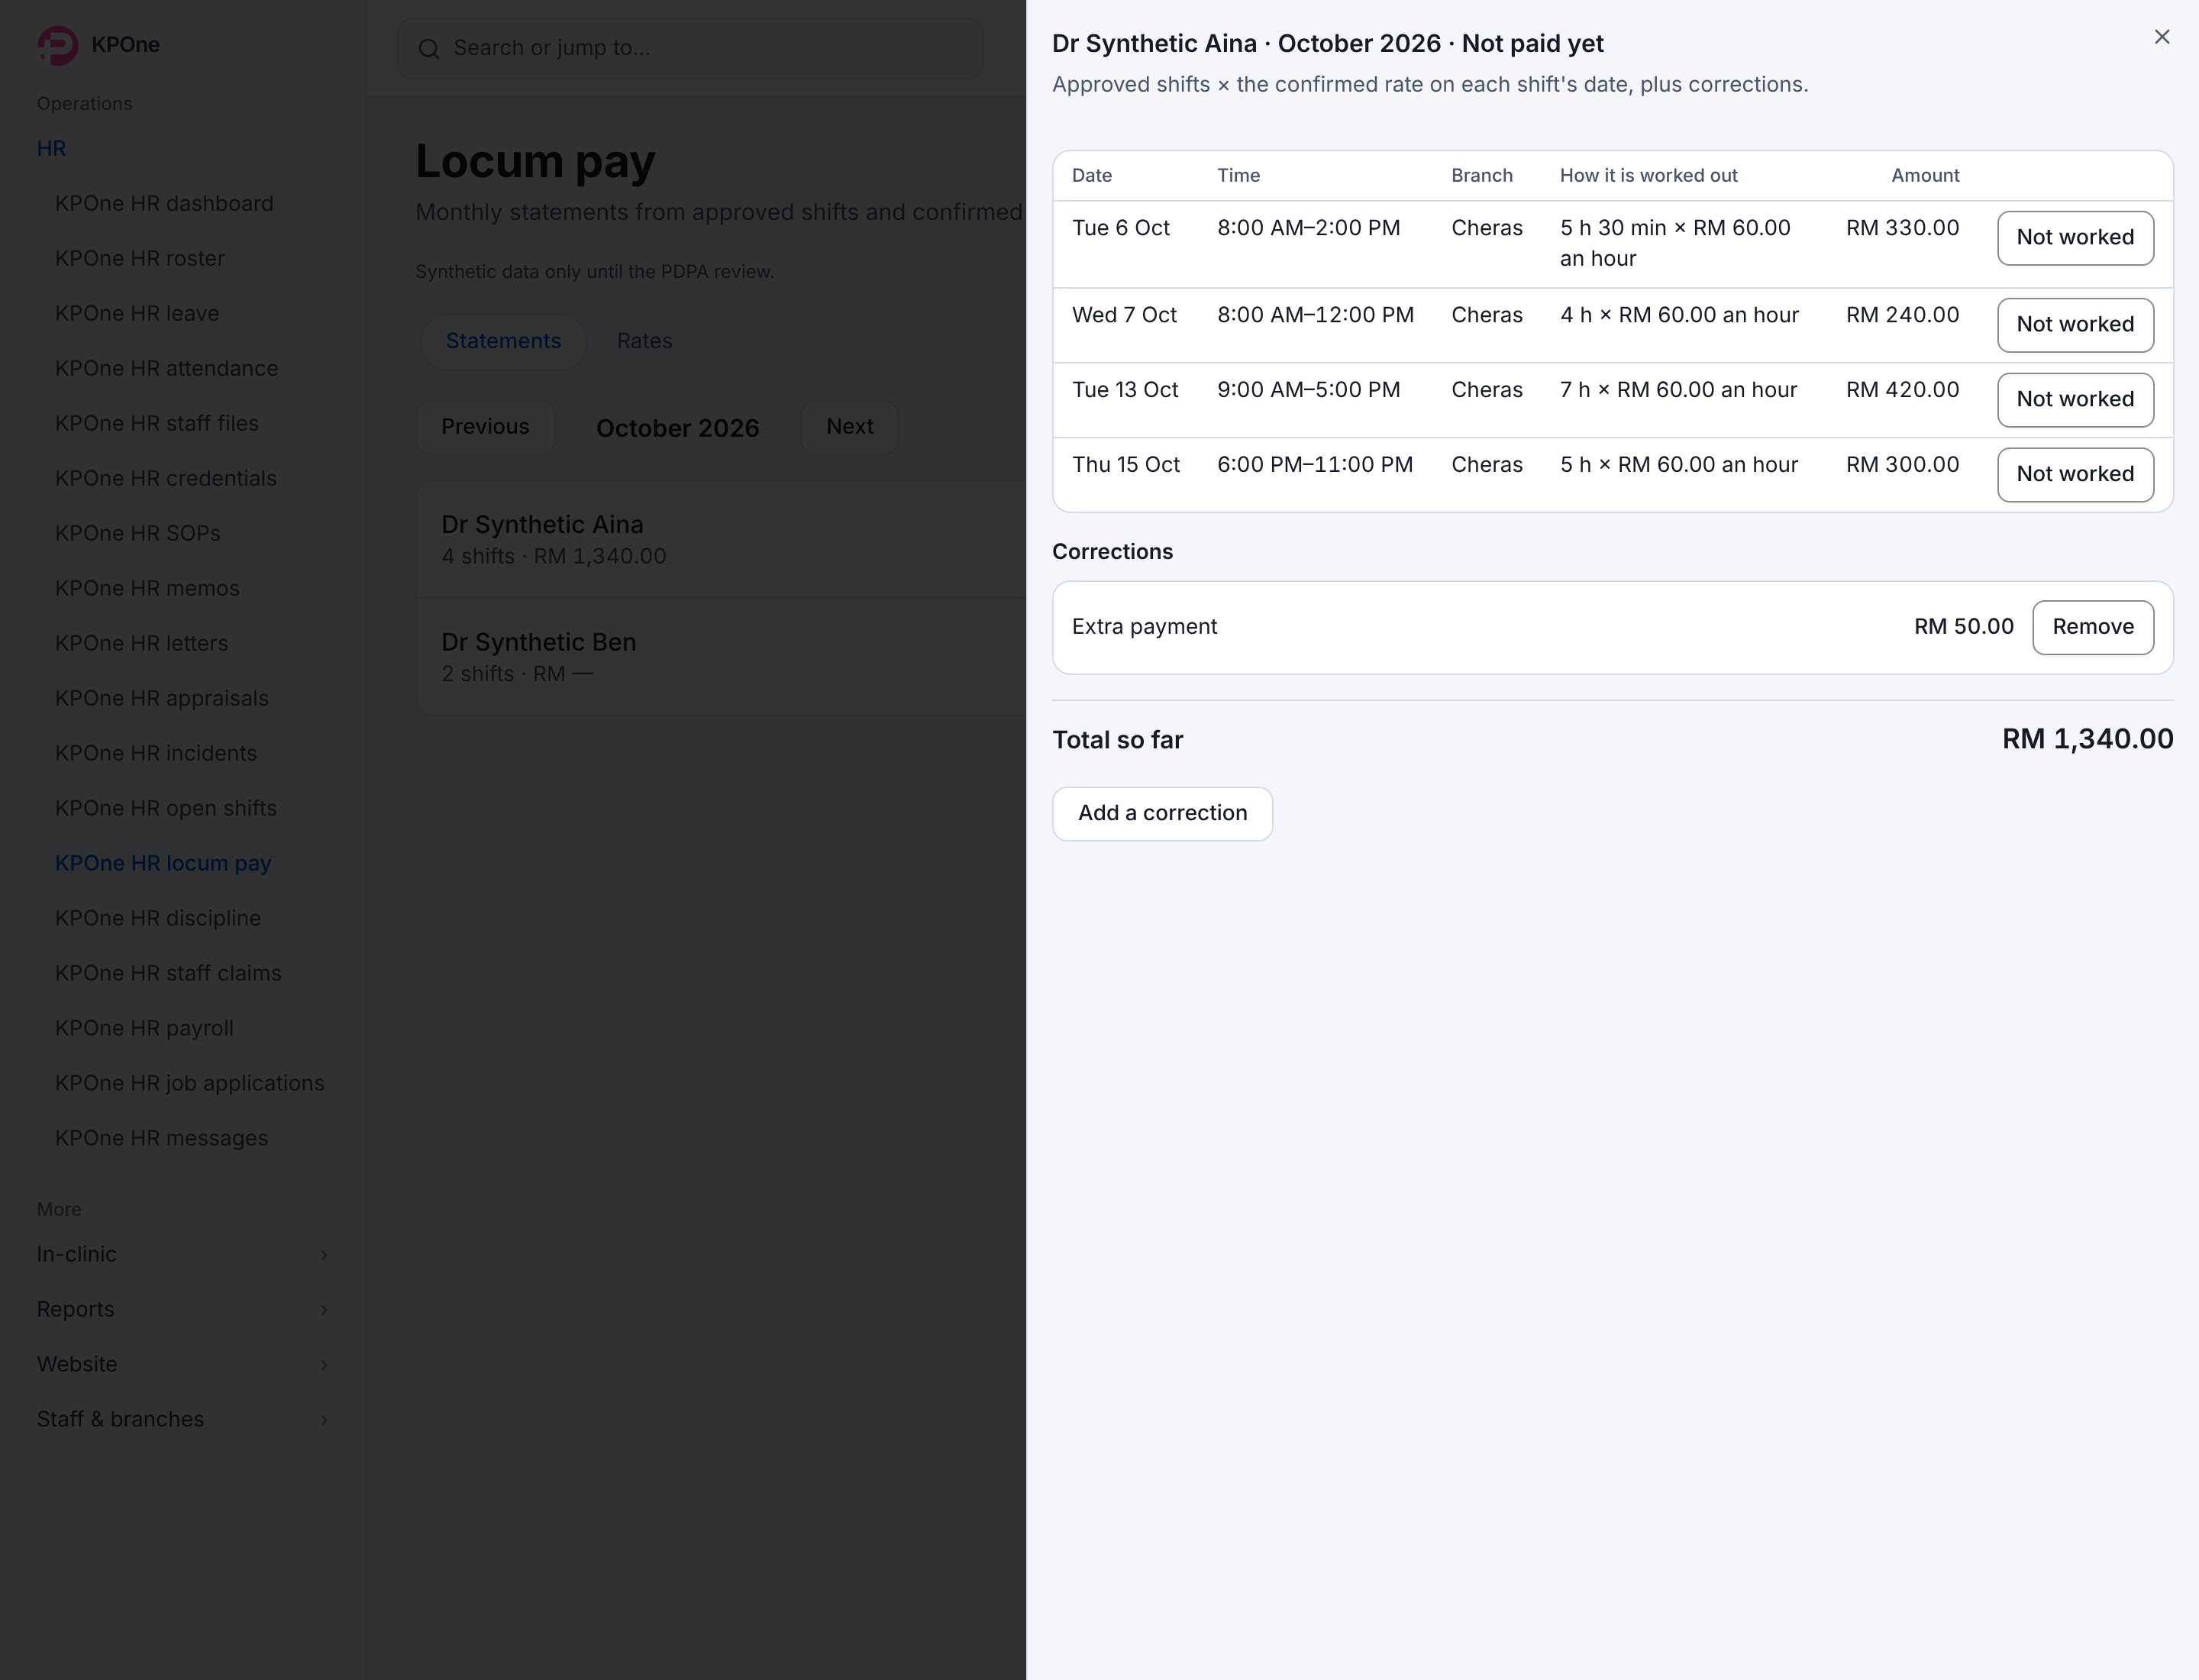 KPOne
Operations
HR
KPOne HR dashboard
KPOne HR roster
KPOne HR leave
KPOne HR attendance
KPOne HR staff files
KPOne HR credentials
KPOne HR SOPs
KPOne HR memos
KPOne HR letters
KPOne HR appraisals
KPOne HR incidents
KPOne HR open shifts
KPOne HR locum pay
KPOne HR discipline
KPOne HR staff claims
KPOne HR payroll
KPOne HR job applications
KPOne HR messages
More
In-clinic
Reports
Website
Staff & branches
Search or jump to...
Locum pay
Monthly statements from approved shifts and confirmed
Synthetic data only until the PDPA review.
Statements Rates
Previous October 2026 Next
Dr Synthetic Aina
4 shifts · RM 1,340.00
Dr Synthetic Ben
2 shifts · RM —
Dr Synthetic Aina · October 2026 · Not paid yet
Approved shifts × the confirmed rate on each shift's date, plus corrections.
Date Time Branch How it is worked out Amount
Tue 6 Oct 8:00 AM–2:00 PM Cheras 5 h 30 min × RM 60.00 RM 330.00 Not worked
an hour
Wed 7 Oct 8:00 AM–12:00 PM Cheras 4 h × RM 60.00 an hour RM 240.00 Not worked
Tue 13 Oct 9:00 AM–5:00 PM Cheras 7 h × RM 60.00 an hour RM 420.00 Not worked
Thu 15 Oct 6:00 PM–11:00 PM Cheras 5 h × RM 60.00 an hour RM 300.00 Not worked
Corrections
Extra payment RM 50.00 Remove
Total so far RM 1,340.00
Add a correction